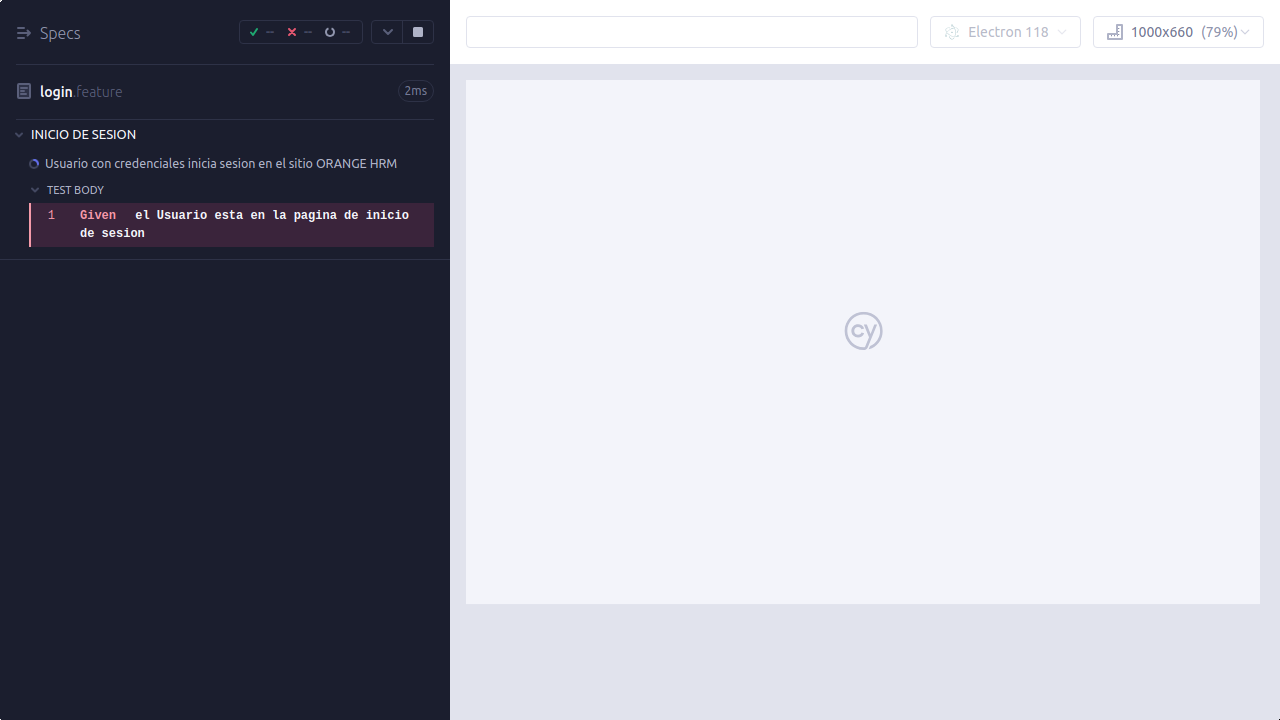 Specs
-- -- --
Electron 118
1000x660 (79%)
login.feature
2ms
INICIO DE SESION
Usuario con credenciales inicia sesion en el sitio ORANGE HRM
TEST BODY
1 Given el Usuario esta en la pagina de inicio
de sesion
cy